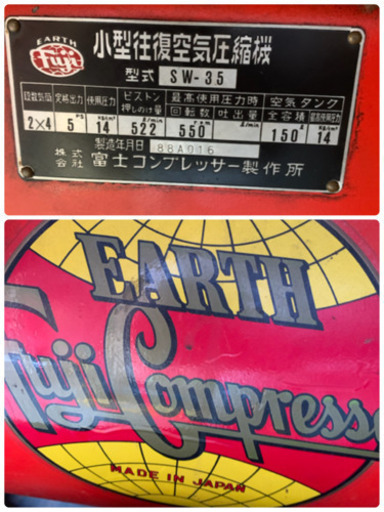 EARTH
Fuji
小型往復空気圧縮機
型式 SW-35
段数気筒 定格出力 使用圧力 ピストン押しのけ量 最高使用圧力時 空気タンク
回転数 吐出量 全容積 最高使用圧力
2×4 5 14 522 550 150 14
製造年月日 88A016
株式会社 富士コンプレッサー製作所
EARTH
Fuji Compresso
MADE IN JAPAN